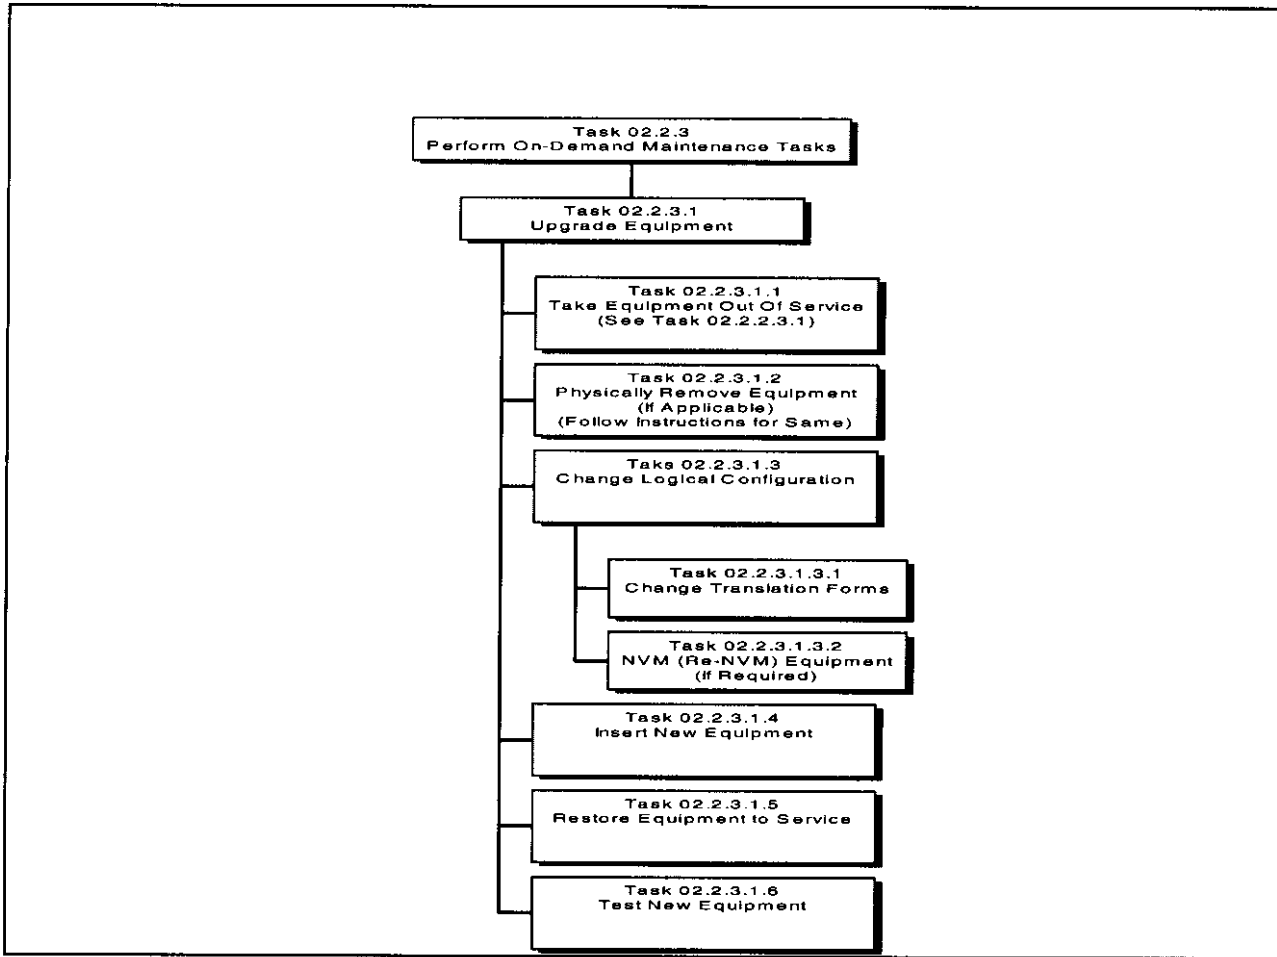 Task 02.2.3
Perform On-Demand Maintenance Tasks
Task 02.2.3.1
Upgrade Equipment
Task 02.2.3.1.1
Take Equipment Out Of Service
(See Task 02.2.2.3.1)
Task 02.2.3.1.2
Physically Remove Equipment
(If Applicable)
(Follow Instructions for Same)
Taks 02.2.3.1.3
Change Logical Configuration
Task 02.2.3.1.3.1
Change Translation Forms
Task 02.2.3.1.3.2
NVM (Re-NVM) Equipment
(If Required)
Task 02.2.3.1.4
Insert New Equipment
Task 02.2.3.1.5
Restore Equipment to Service
Task 02.2.3.1.6
Test New Equipment